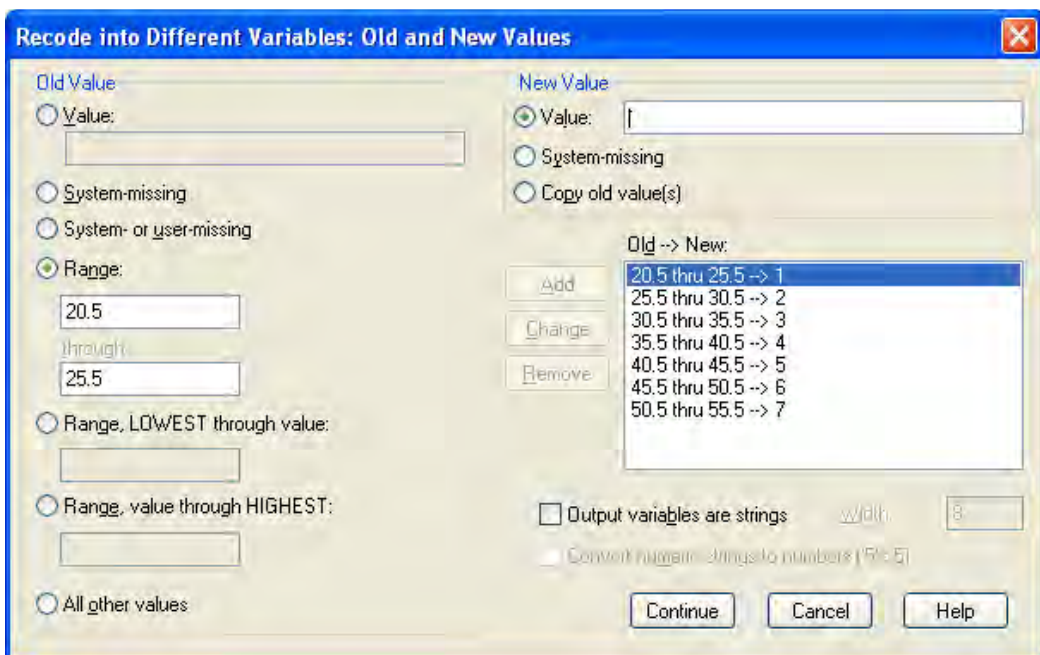 Recode into Different Variables: Old and New Values
Old Value
Value:
System-missing
System- or user-missing
Range:
20.5
through
25.5
Range, LOWEST through value:
Range, value through HIGHEST:
All other values
New Value
Value:
System-missing
Copy old value(s)
Old --> New:
Add
Change
Remove
20.5 thru 25.5 --> 1
25.5 thru 30.5 --> 2
30.5 thru 35.5 --> 3
35.5 thru 40.5 --> 4
40.5 thru 45.5 --> 5
45.5 thru 50.5 --> 6
50.5 thru 55.5 --> 7
Output variables are strings
Width:
8
Convert numeric strings to numbers ('5'->5)
Continue
Cancel
Help